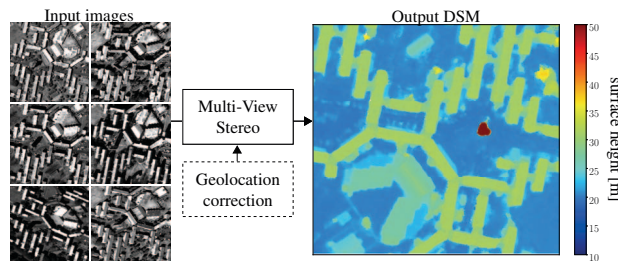 Input images
Output DSM
Multi-View
Stereo
Geolocation
correction
50
45
40
35
30
25
20
15
10
surface height [m]